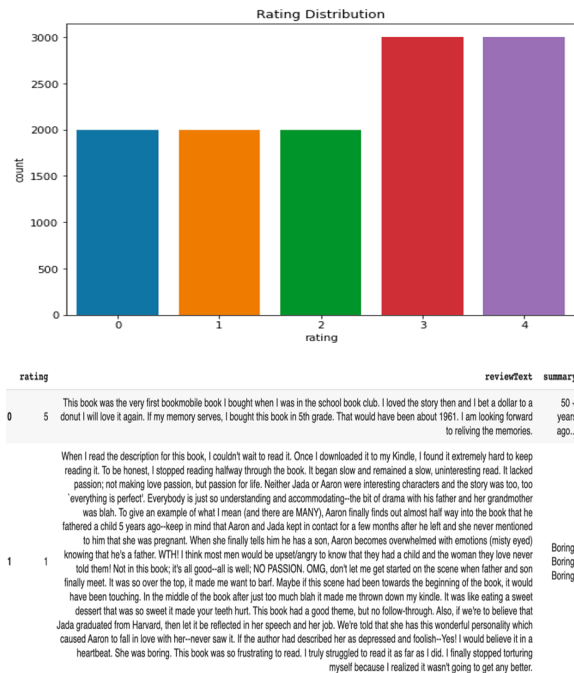 Rating Distribution
3000
2500
2000
1500
1000
500
0
count
0 1 2 3 4
rating
rating reviewText summary
This book was the very first bookmobile book I bought when I was in the school book club. I loved the story then and I bet a dollar to a 50 -
0 5 donut I will love it again. If my memory serves, I bought this book in 5th grade. That would have been about 1961. I am looking forward years
to reliving the memories. ago..
When I read the description for this book, I couldn't wait to read it. Once I downloaded it to my Kindle, I found it extremely hard to keep
reading it. To be honest, I stopped reading halfway through the book. It began slow and remained a slow, uninteresting read. It lacked
passion; not making love passion, but passion for life. Neither Jada or Aaron were interesting characters and the story was too, too
`everything is perfect'. Everybody is just so understanding and accommodating--the bit of drama with his father and her grandmother
was blah. To give an example of what I mean (and there are MANY), Aaron finally finds out almost half way into the book that he
fathered a child 5 years ago--keep in mind that Aaron and Jada kept in contact for a few months after he left and she never mentioned
to him that she was pregnant. When she finally tells him he has a son, Aaron becomes overwhelmed with emotions (misty eyed)
knowing that he's a father. WTH! I think most men would be upset/angry to know that they had a child and the woman they love never Boring
1 1 told them! Not in this book; it's all good--all is well; NO PASSION. OMG, don't let me get started on the scene when father and son Boring
finally meet. It was so over the top, it made me want to barf. Maybe if this scene had been towards the beginning of the book, it would Boring
have been touching. In the middle of the book after just too much blah it made me thrown down my kindle. It was like eating a sweet
dessert that was so sweet it made your teeth hurt. This book had a good theme, but no follow-through. Also, if we're to believe that
Jada graduated from Harvard, then let it be reflected in her speech and her job. We're told that she has this wonderful personality which
caused Aaron to fall in love with her--never saw it. If the author had described her as depressed and foolish--Yes! I would believe it in a
heartbeat. She was boring. This book was so frustrating to read. I truly struggled to read it as far as I did. I finally stopped torturing
myself because I realized it wasn't going to get any better.